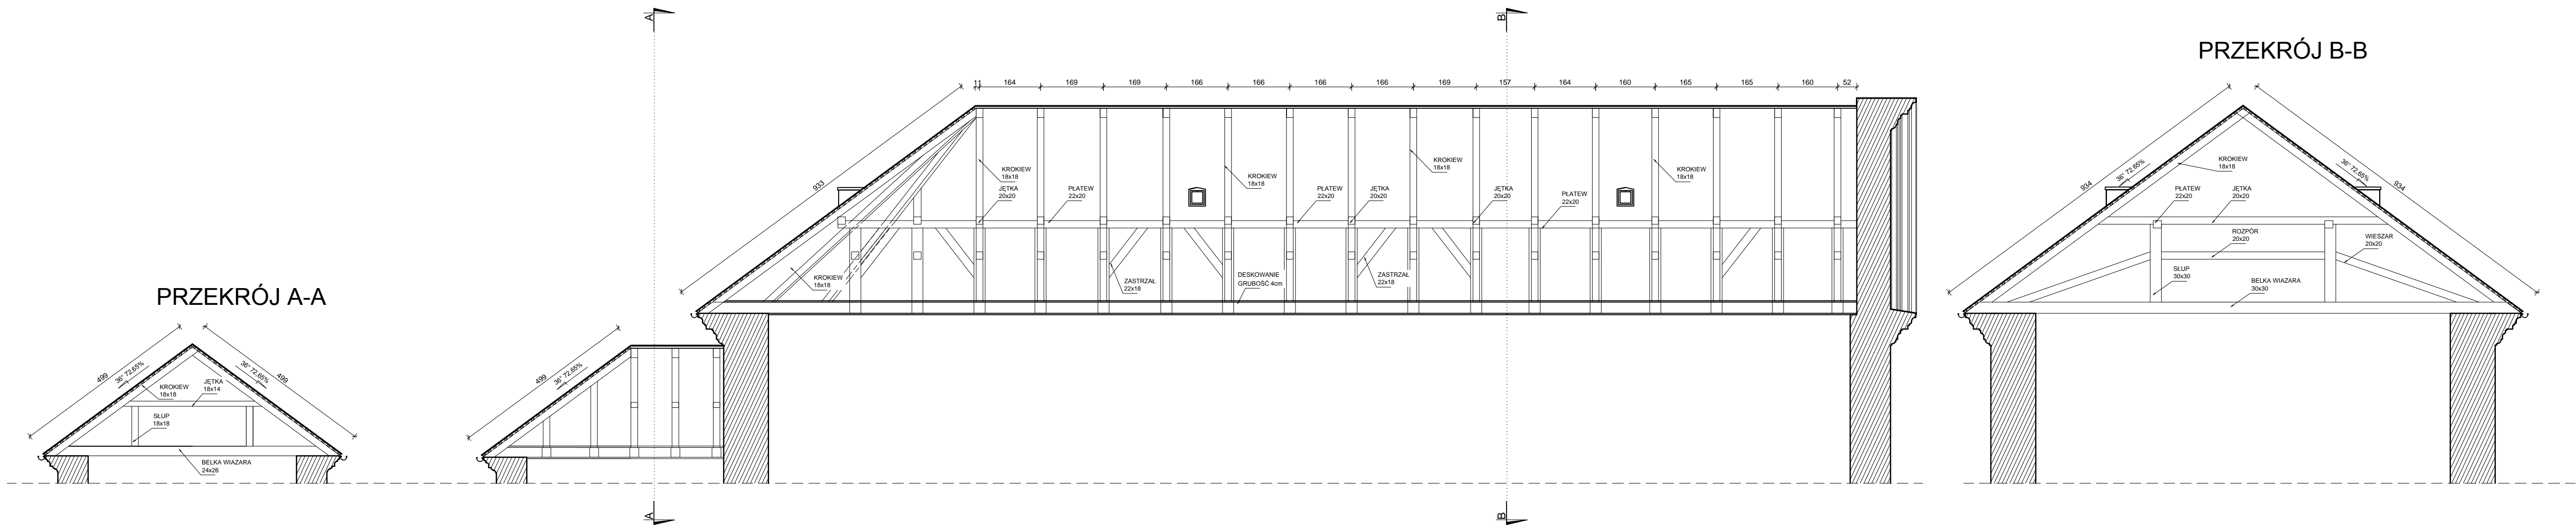 PRZEKRÓJ A-A
499
36° 72,65%
36° 72,65%
499
KROKIEW
18x18
JĘTKA
18x14
SŁUP
18x18
BELKA WIAZARA
24x26
A
B
11 164 169 169 166 166 166 166 169 157 164 160 165 165 160 52
933
499
36° 72,65%
KROKIEW
18x18
KROKIEW
18x18
KROKIEW
18x18
KROKIEW
18x18
JĘTKA
20x20
PŁATEW
22x20
PŁATEW
22x20
JĘTKA
20x20
JĘTKA
20x20
PŁATEW
22x20
KROKIEW
18x18
ZASTRZAŁ
22x18
DESKOWANIE
GRUBOŚĆ 4cm
ZASTRZAŁ
22x18
A
B
PRZEKRÓJ B-B
934
36° 72,65%
36° 72,65%
934
KROKIEW
18x18
PŁATEW
22x20
JĘTKA
20x20
ROZPÓR
20x20
WIESZAR
20x20
SŁUP
30x30
BELKA WIAZARA
30x30